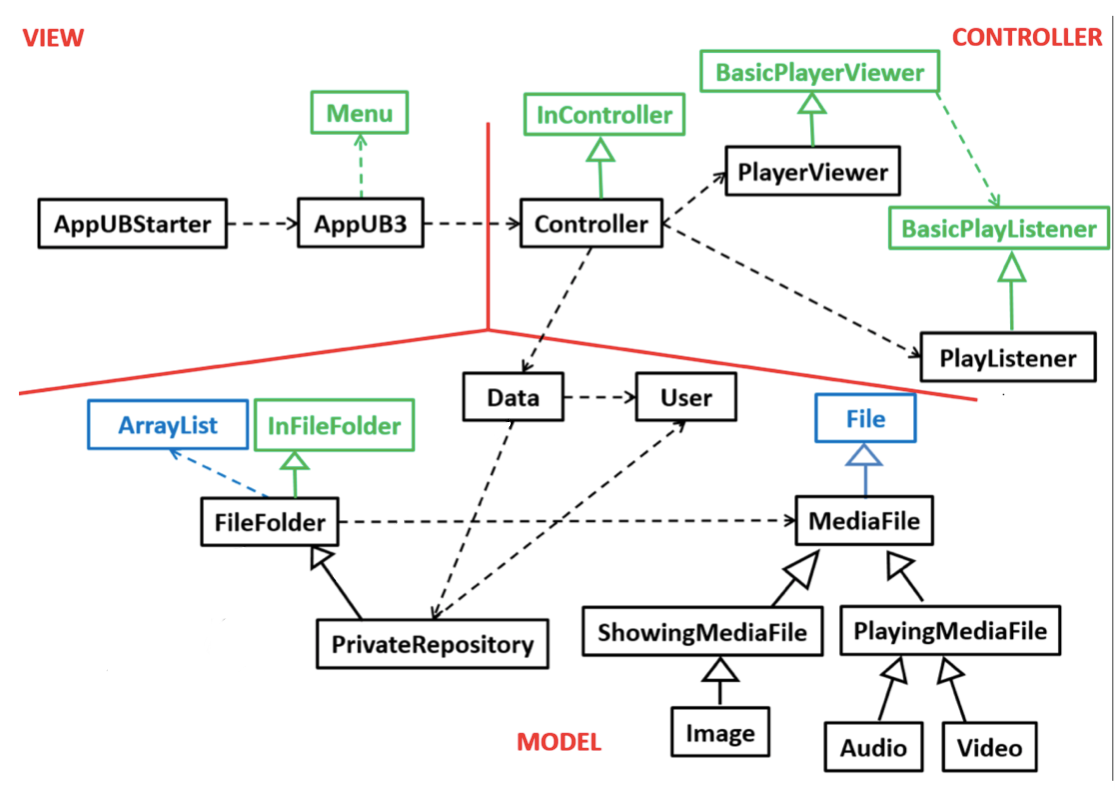 VIEW
CONTROLLER
BasicPlayerViewer
Menu
InController
PlayerViewer
AppUBStarter
AppUB3
Controller
BasicPlayListener
PlayListener
Data
User
ArrayList
InFileFolder
File
FileFolder
MediaFile
PrivateRepository
ShowingMediaFile
PlayingMediaFile
Image
Audio
Video
MODEL